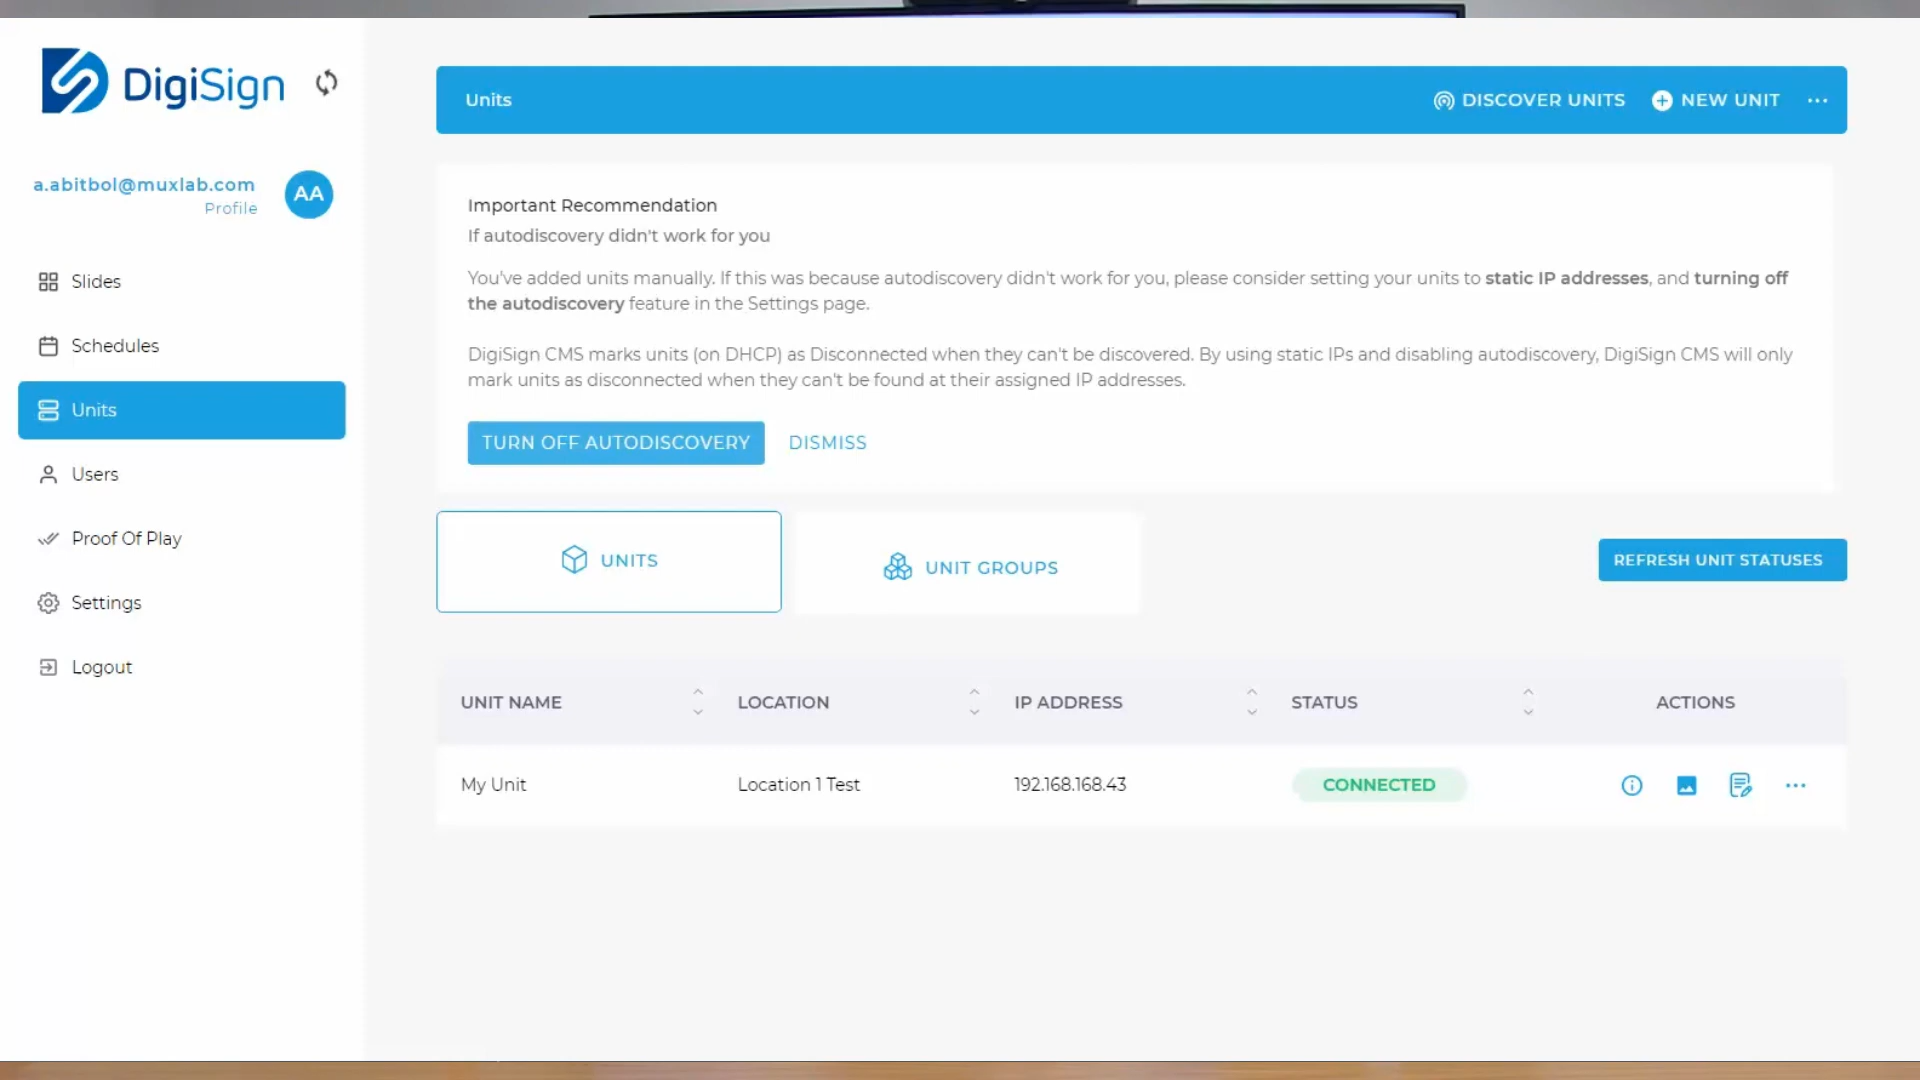 DigiSign
a.abitbol@muxlab.com
Profile
AA
Slides
Schedules
Units
Users
Proof Of Play
Settings
Logout
Units
DISCOVER UNITS
NEW UNIT
Important Recommendation
If autodiscovery didn't work for you
You've added units manually. If this was because autodiscovery didn't work for you, please consider setting your units to static IP addresses, and turning off
the autodiscovery feature in the Settings page.
DigiSign CMS marks units (on DHCP) as Disconnected when they can't be discovered. By using static IPs and disabling autodiscovery, DigiSign CMS will only
mark units as disconnected when they can't be found at their assigned IP addresses.
TURN OFF AUTODISCOVERY
DISMISS
UNITS
UNIT GROUPS
REFRESH UNIT STATUSES
UNIT NAME LOCATION IP ADDRESS STATUS ACTIONS
My Unit Location 1 Test 192.168.168.43 CONNECTED